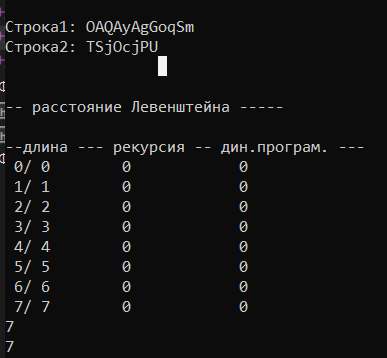 Строка1: OAQAyAgGoqSm
Строка2: TSjOcjPU
-- расстояние Левенштейна -----
--длина --- рекурсия -- дин.програм. ---
0/ 0 0 0
1/ 1 0 0
2/ 2 0 0
3/ 3 0 0
4/ 4 0 0
5/ 5 0 0
6/ 6 0 0
7/ 7 0 0
7
7